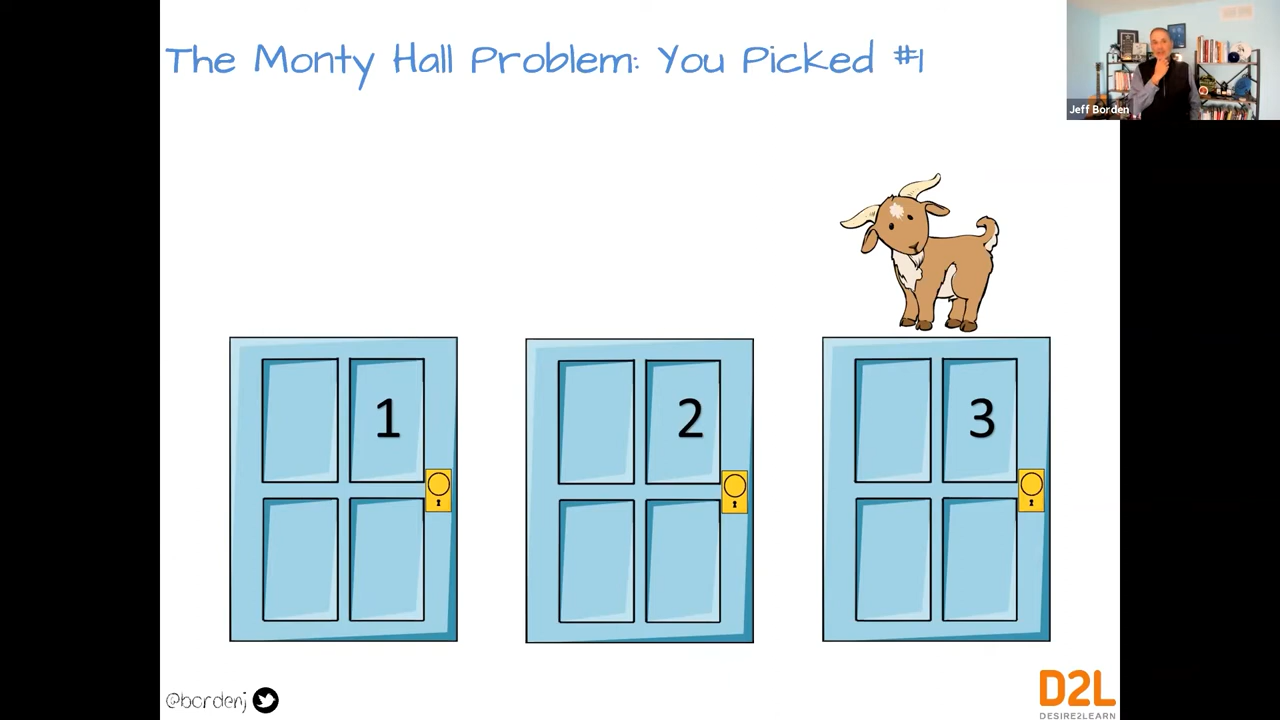 The Monty Hall Problem: You Picked #1
Jeff Borden
1
2
3
@bordenj
D2L
DESIRE2LEARN